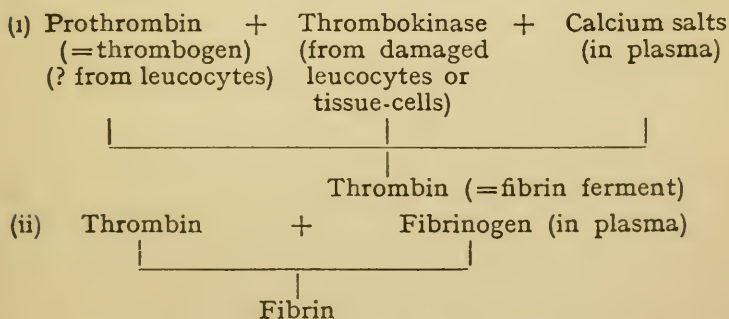 (1) Prothrombin + Thrombokinase + Calcium salts
(=thrombogen) (from damaged (in plasma)
(? from leucocytes) leucocytes or
tissue-cells)
Thrombin (=fibrin ferment)
(ii) Thrombin + Fibrinogen (in plasma)
Fibrin